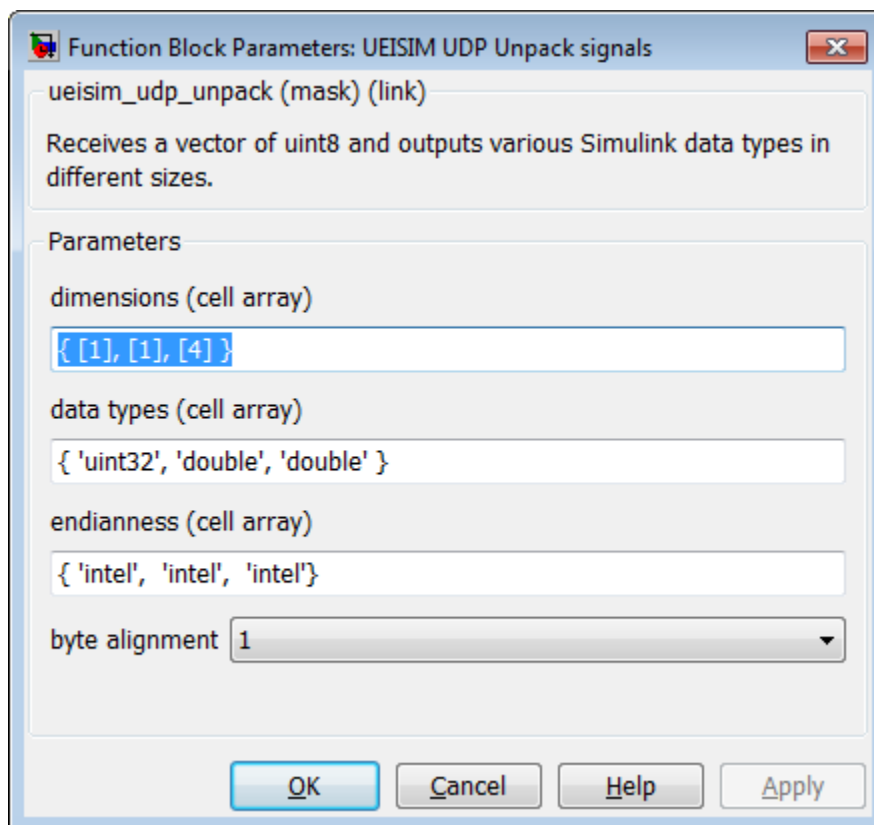 Function Block Parameters: UEISIM UDP Unpack signals
ueisim_udp_unpack (mask) (link)
Receives a vector of uint8 and outputs various Simulink data types in
different sizes.
Parameters
dimensions (cell array)
{ [1], [1], [4] }
data types (cell array)
{ 'uint32', 'double', 'double' }
endianness (cell array)
{ 'intel',  'intel',  'intel'}
byte alignment 1
OK Cancel Help Apply